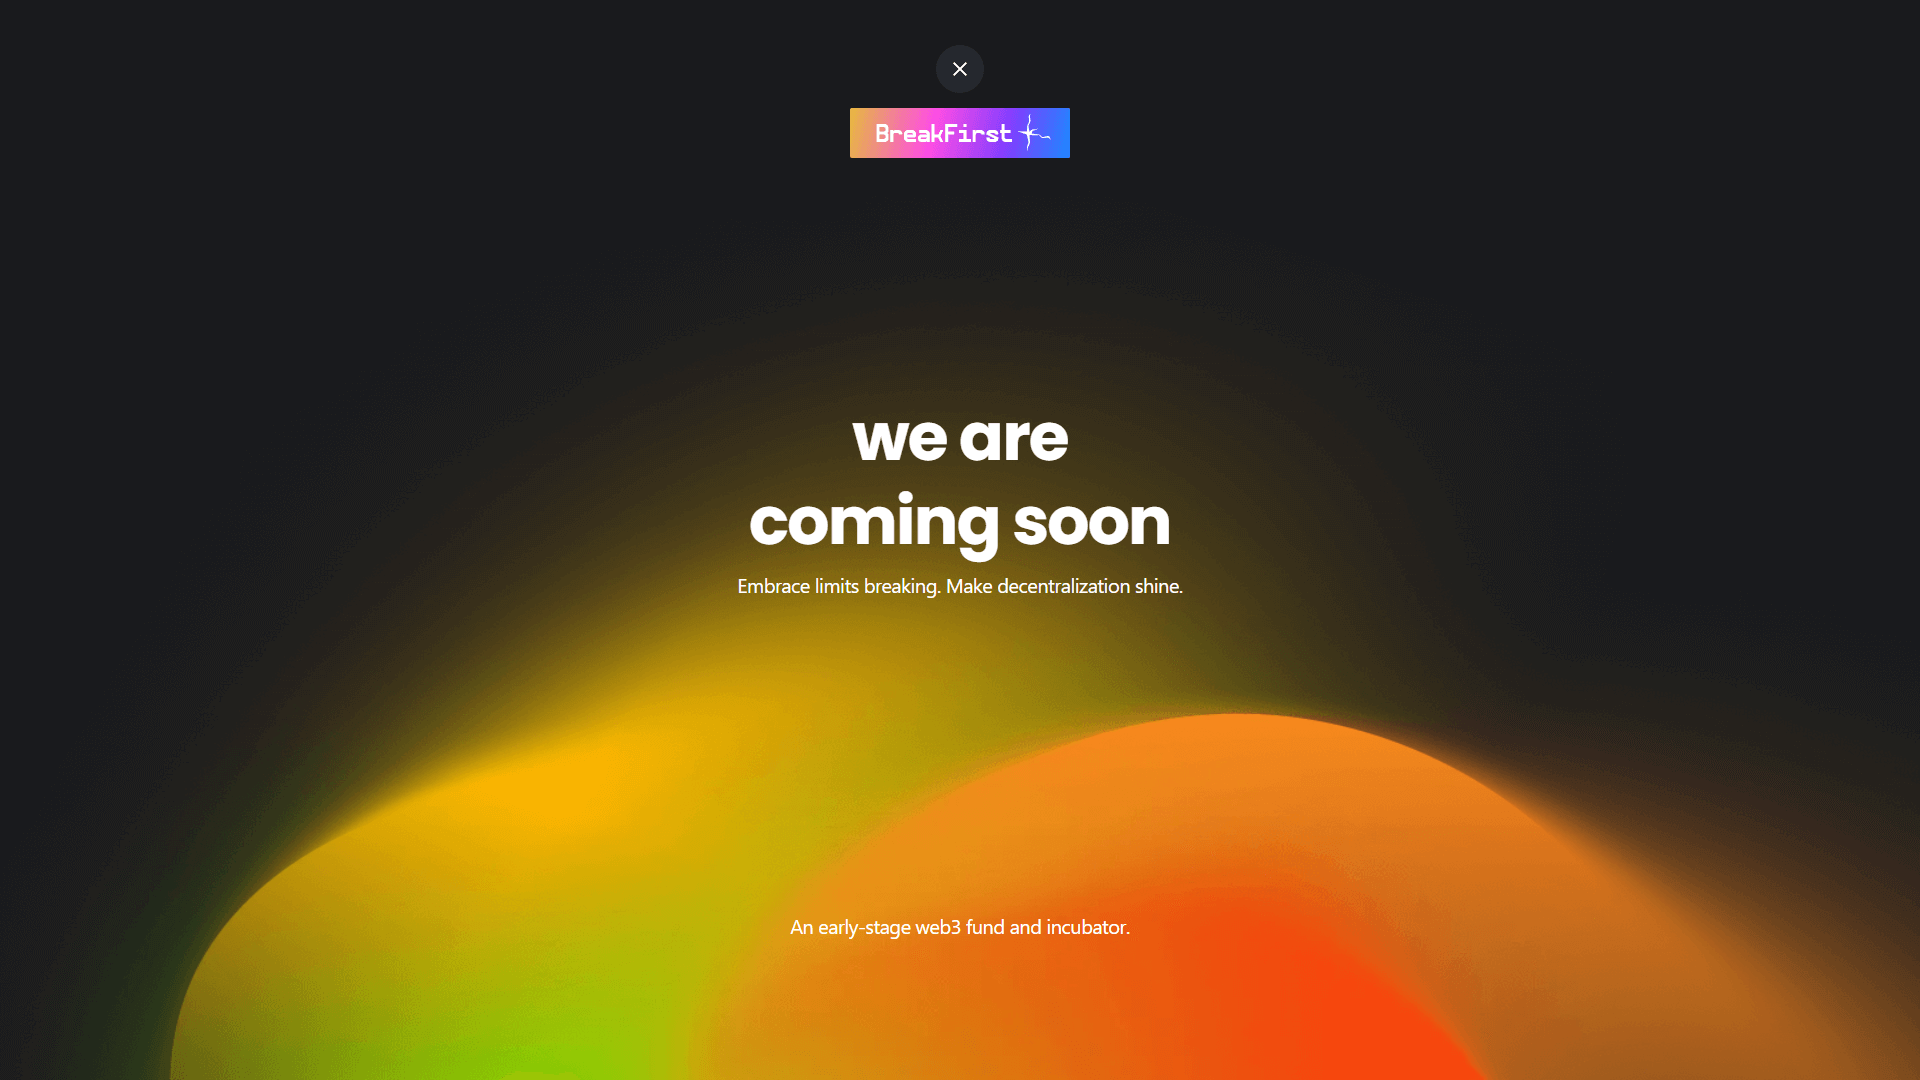 BreakFirst
we are
coming soon
Embrace limits breaking. Make decentralization shine.
An early-stage web3 fund and incubator.